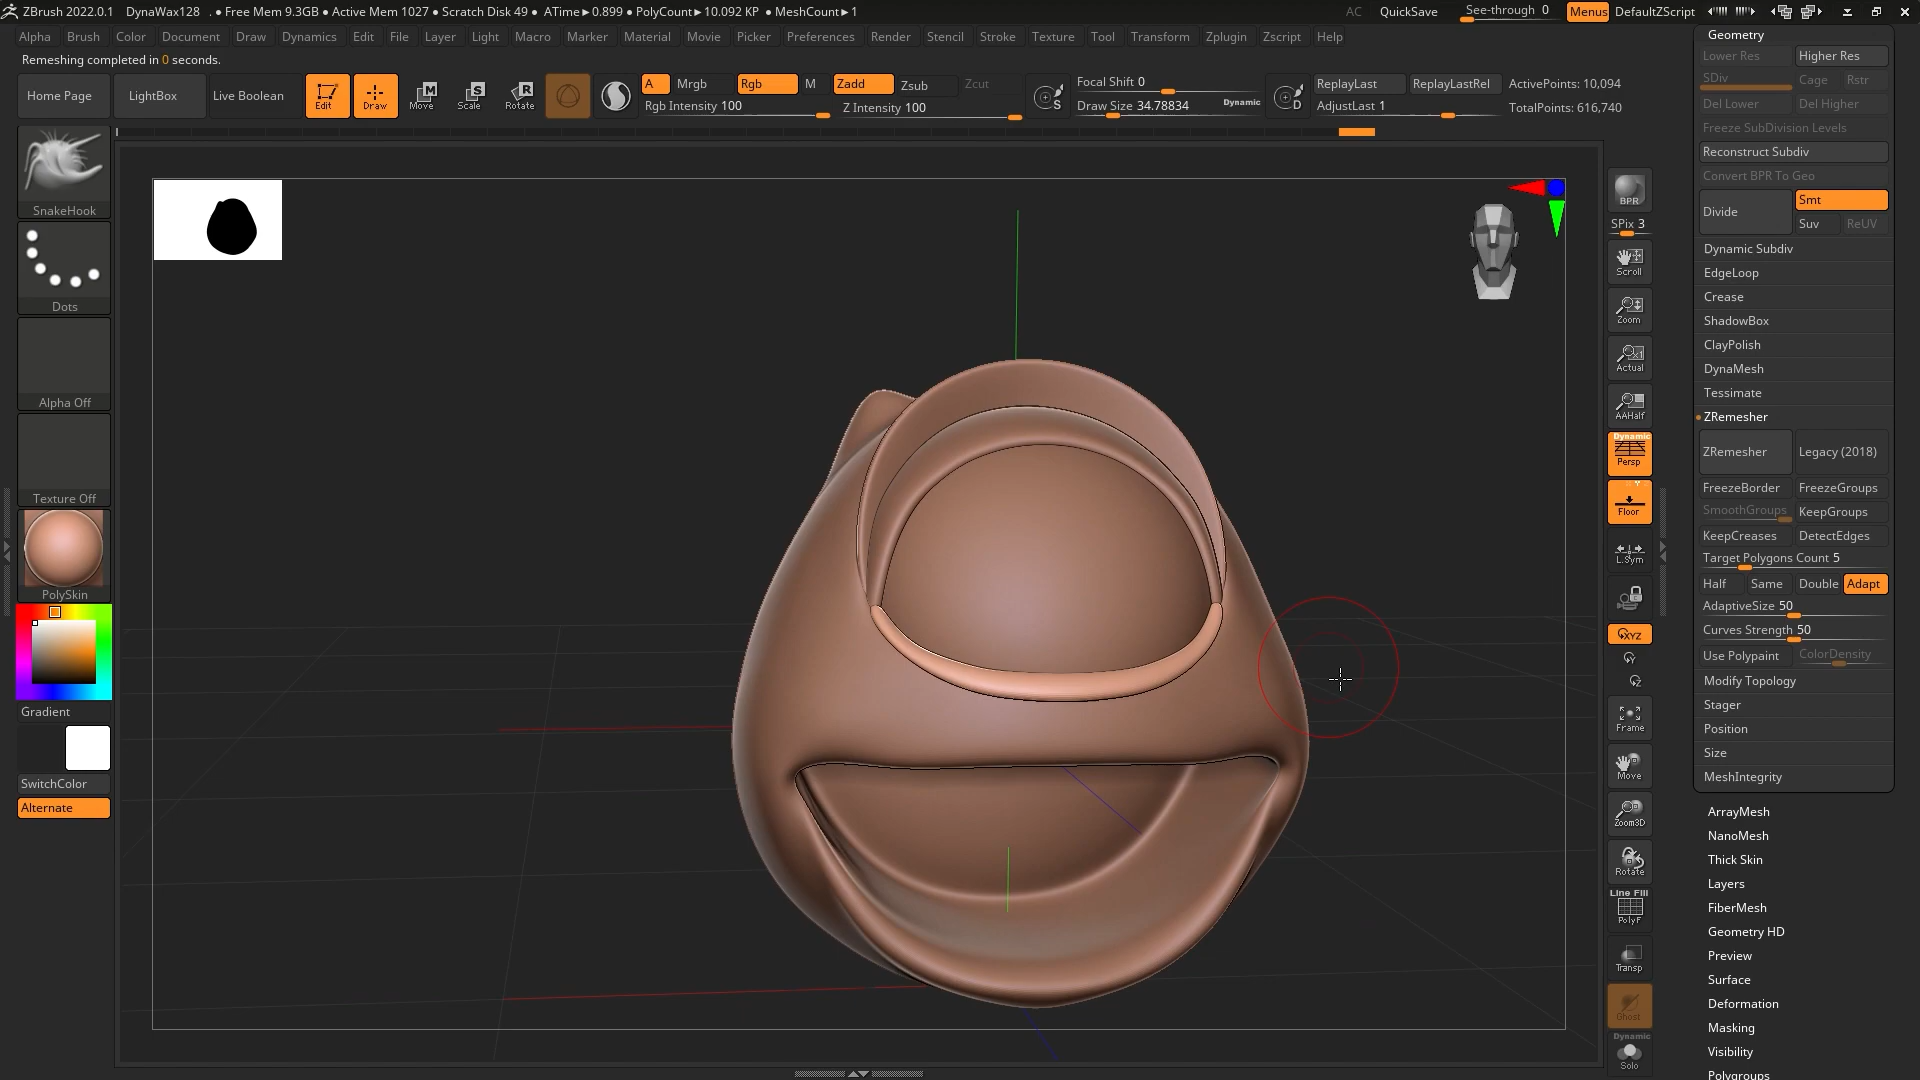 ZBrush 2022.0.1 DynaWax128 . ● Free Mem 9.3GB ● Active Mem 1027 ● Scratch Disk 49 ● ATime►0.899 ● PolyCount►10.092 KP ● MeshCount►1 AC QuickSave See-through 0 Menus DefaultZScript
Alpha Brush Color Document Draw Dynamics Edit File Layer Light Macro Marker Material Movie Picker Preferences Render Stencil Stroke Texture Tool Transform Zplugin Zscript Help
Remeshing completed in 0 seconds.
Home Page LightBox Live Boolean Edit Draw Move Scale Rotate
A Mrgb Rgb M Zadd Zsub Zcut
Rgb Intensity 100 Z Intensity 100
Focal Shift 0
Draw Size 34.78834 Dynamic
S
D
ReplayLast ReplayLastRel ActivePoints: 10,094
AdjustLast 1 TotalPoints: 616,740
SnakeHook
Dots
Alpha Off
Texture Off
PolySkin
Gradient
SwitchColor
Alternate
BPR
SPix 3
Scroll
Zoom
Actual
AAHalf
Dynamic
Persp
Floor
L.Sym
XYZ
Y
Z
Frame
Move
Zoom3D
Rotate
Line Fill
PolyF
Transp
Ghost
Dynamic
Solo
Geometry
Lower Res Higher Res
SDiv Cage Rstr
Del Lower Del Higher
Freeze SubDivision Levels
Reconstruct Subdiv
Convert BPR To Geo
Divide Smt
Suv ReUV
Dynamic Subdiv
EdgeLoop
Crease
ShadowBox
ClayPolish
DynaMesh
Tessimate
ZRemesher
ZRemesher Legacy (2018)
FreezeBorder FreezeGroups
SmoothGroups KeepGroups
KeepCreases DetectEdges
Target Polygons Count 5
Half Same Double Adapt
AdaptiveSize 50
Curves Strength 50
Use Polypaint ColorDensity
Modify Topology
Stager
Position
Size
MeshIntegrity
ArrayMesh
NanoMesh
Thick Skin
Layers
FiberMesh
Geometry HD
Preview
Surface
Deformation
Masking
Visibility
Polygroups